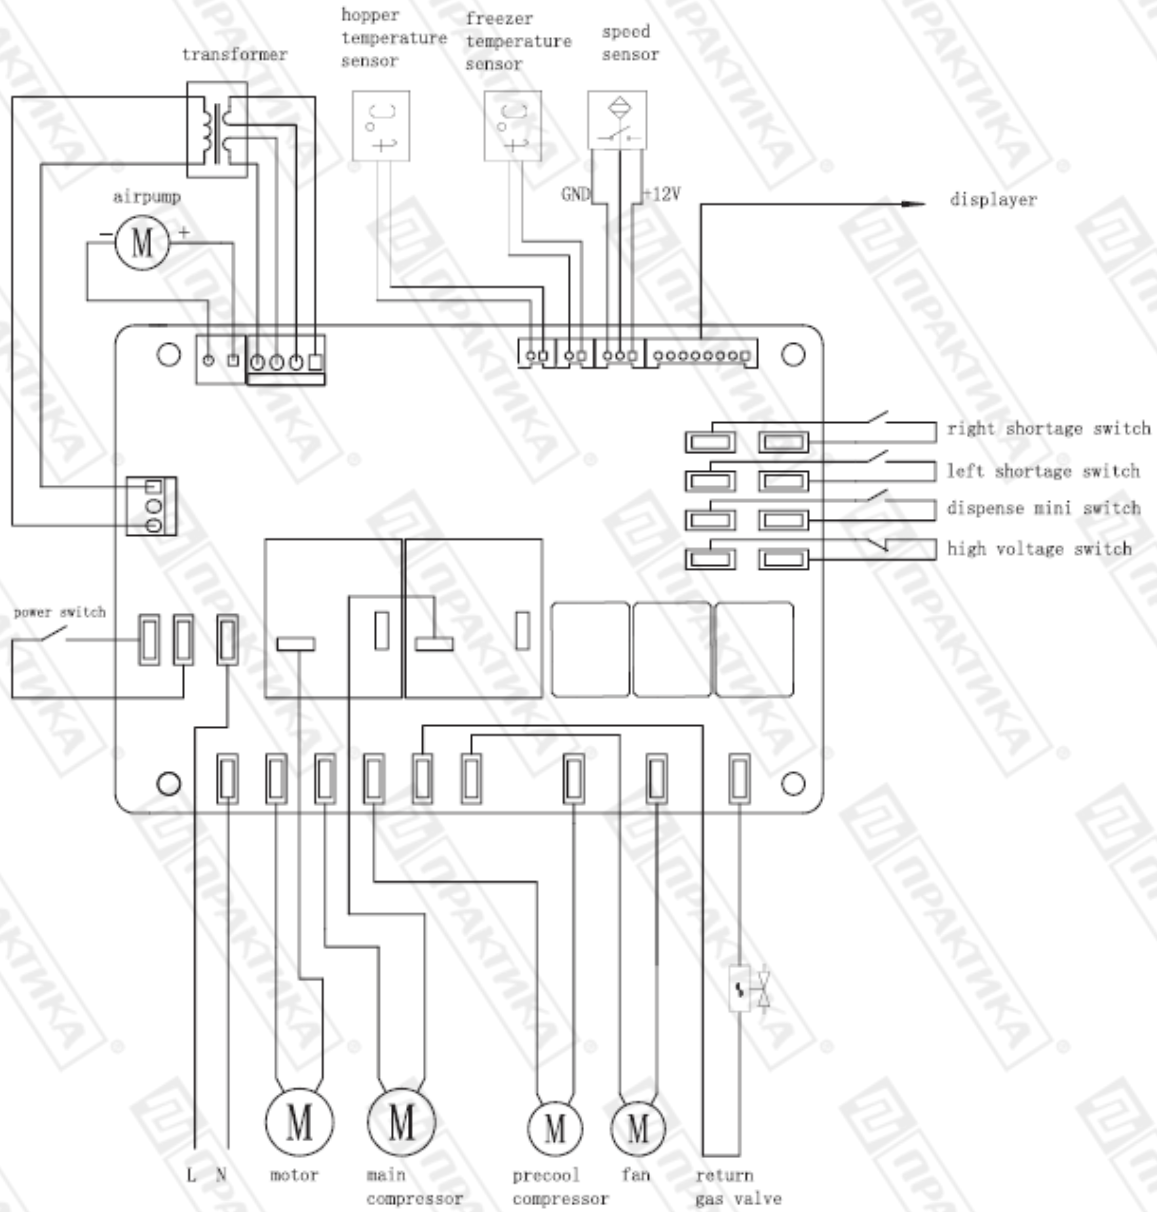 hopper
temperature
sensor
freezer
temperature
sensor
speed
sensor
transformer
GND
+12V
displayer
airpump
-
M
+
right shortage switch
left shortage switch
dispense mini switch
high voltage switch
power switch
M
M
M
M
L
N
motor
main
compressor
precool
compressor
fan
return
gas valve
ПРАКТИКА